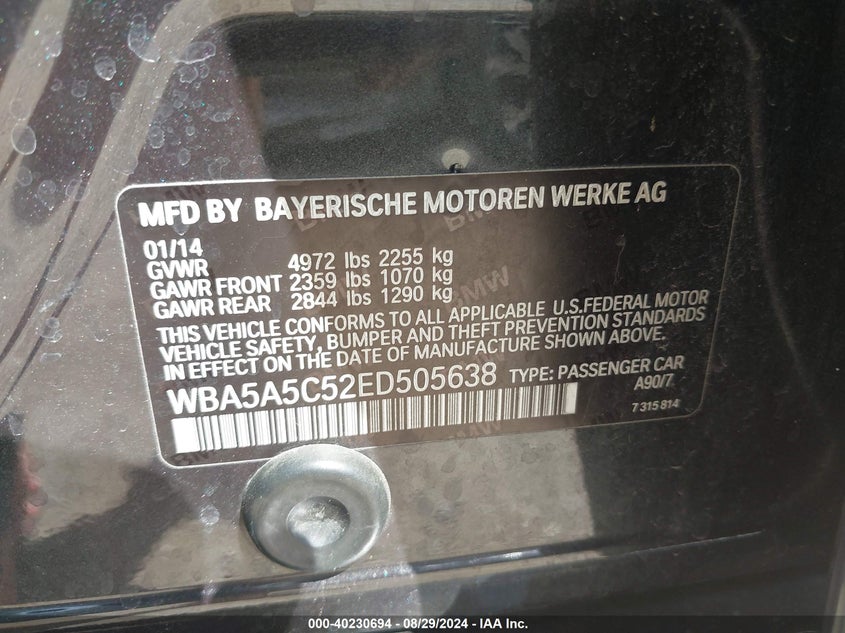 MFD BY BAYERISCHE MOTOREN WERKE AG
01/14
GVWR 4972 lbs 2255 kg
GAWR FRONT 2359 lbs 1070 kg
GAWR REAR 2844 lbs 1290 kg
THIS VEHICLE CONFORMS TO ALL APPLICABLE U.S.FEDERAL MOTOR
VEHICLE SAFETY, BUMPER AND THEFT PREVENTION STANDARDS
IN EFFECT ON THE DATE OF MANUFACTURE SHOWN ABOVE.
WBA5A5C52ED505638 TYPE: PASSENGER CAR
A90/7
7 315 814
000-40230694 - 08/29/2024 - IAA Inc.